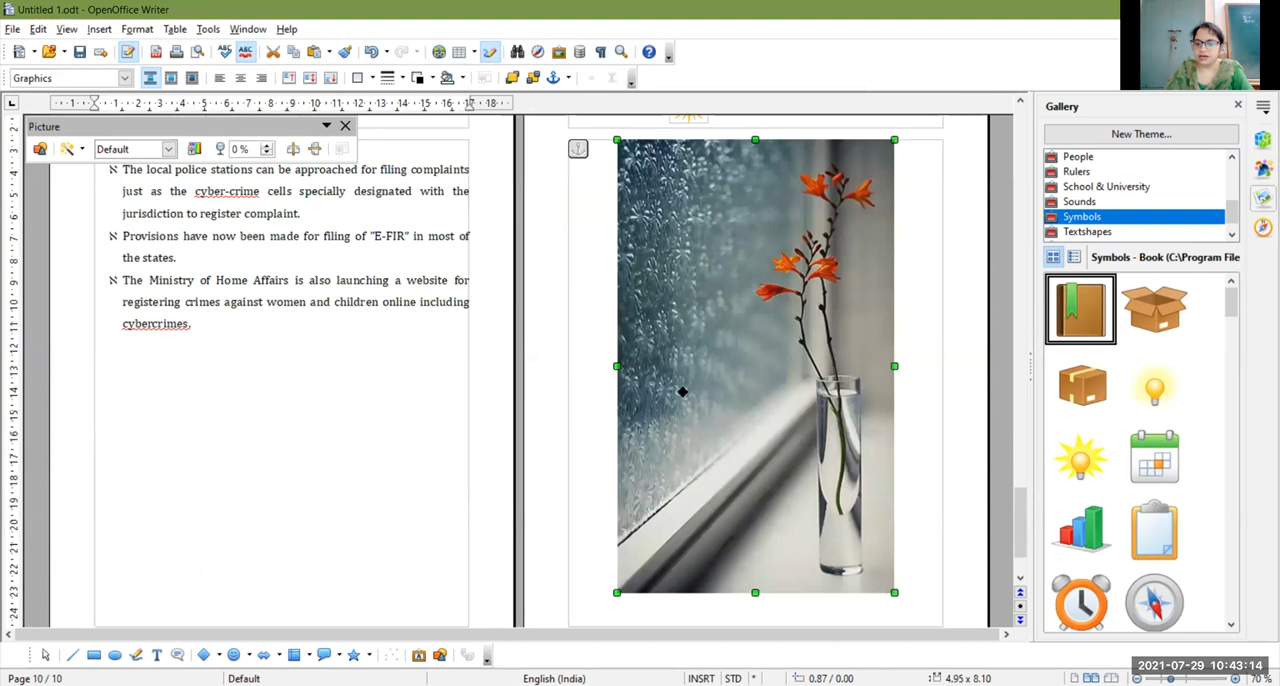 Untitled 1.odt - OpenOffice Writer
File Edit View Insert Format Table Tools Window Help
Graphics
Gallery
Picture
New Theme...
Default 0 %
People
Rulers
School & University
Sounds
Symbols
Textshapes
Symbols - Book (C:\Program File
The local police stations can be approached for filing complaints
just as the cyber-crime cells specially designated with the
jurisdiction to register complaint.
Provisions have now been made for filing of "E-FIR" in most of
the states.
The Ministry of Home Affairs is also launching a website for
registering crimes against women and children online including
cybercrimes.
2021-07-29 10:43:14
Page 10 / 10 Default English (India) INSRT STD * 0.87 / 0.00 4.95 x 8.10 70 %